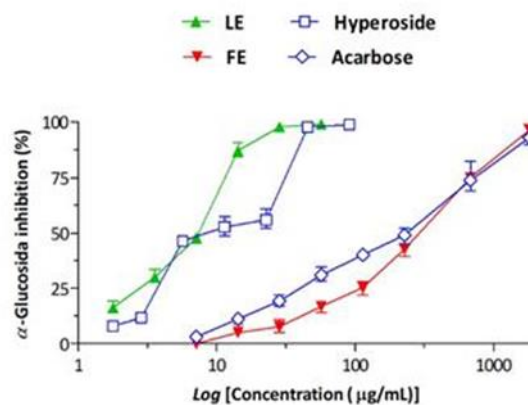 LE
Hyperoside
FE
Acarbose
100
75
50
25
0
α-Glucosida inhibition (%)
1
10
100
1000
Log [Concentration ( µg/mL)]